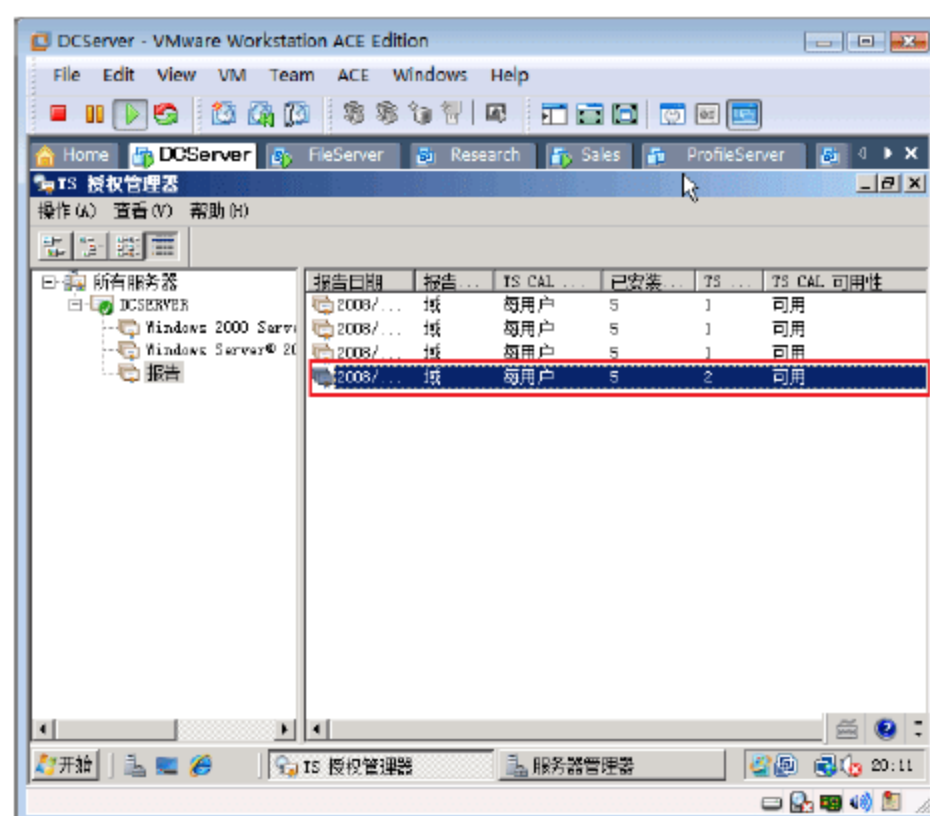 DCServer - VMware Workstation ACE Edition
File Edit View VM Team ACE Windows Help
Home DCServer FileServer Research Sales ProfileServer
TS 授权管理器
操作(A) 查看(V) 帮助(H)
所有服务器
DCSERVER
Windows 2000 Serv
Windows Server® 20
报告
报告日期 报告... TS CAL ... 已安装... TS ... TS CAL 可用性
2008/... 域 每用户 5 1 可用
2008/... 域 每用户 5 1 可用
2008/... 域 每用户 5 1 可用
2008/... 域 每用户 5 2 可用
开始 TS 授权管理器 服务器管理器 20:11